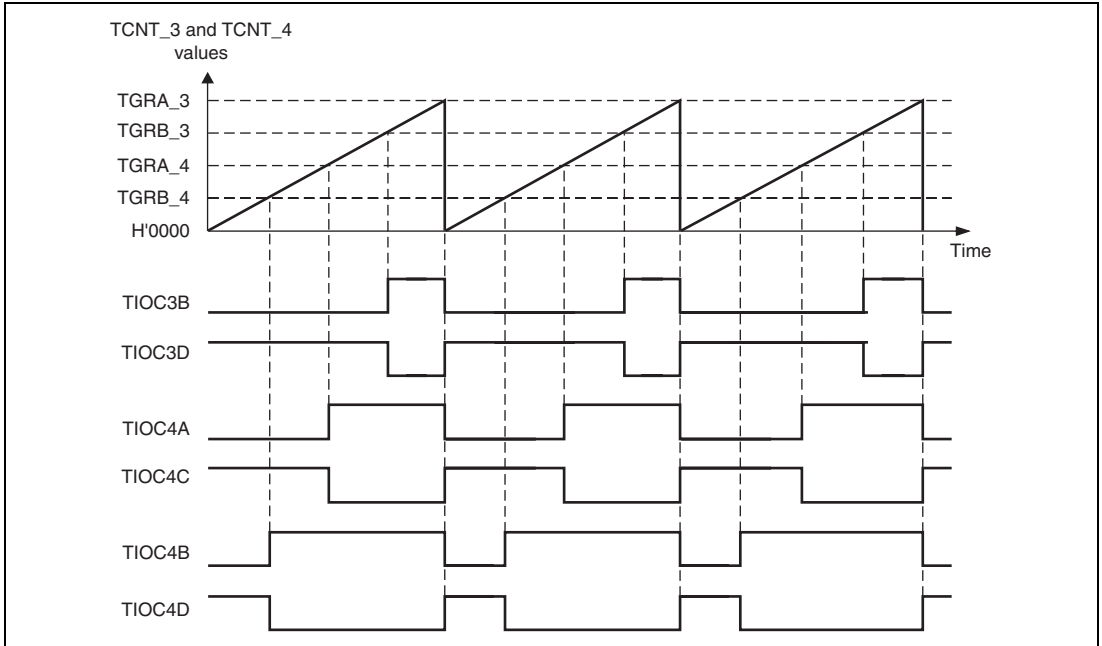 TCNT_3 and TCNT_4
values
TGRA_3
TGRB_3
TGRA_4
TGRB_4
H'0000
Time
TIOC3B
TIOC3D
TIOC4A
TIOC4C
TIOC4B
TIOC4D